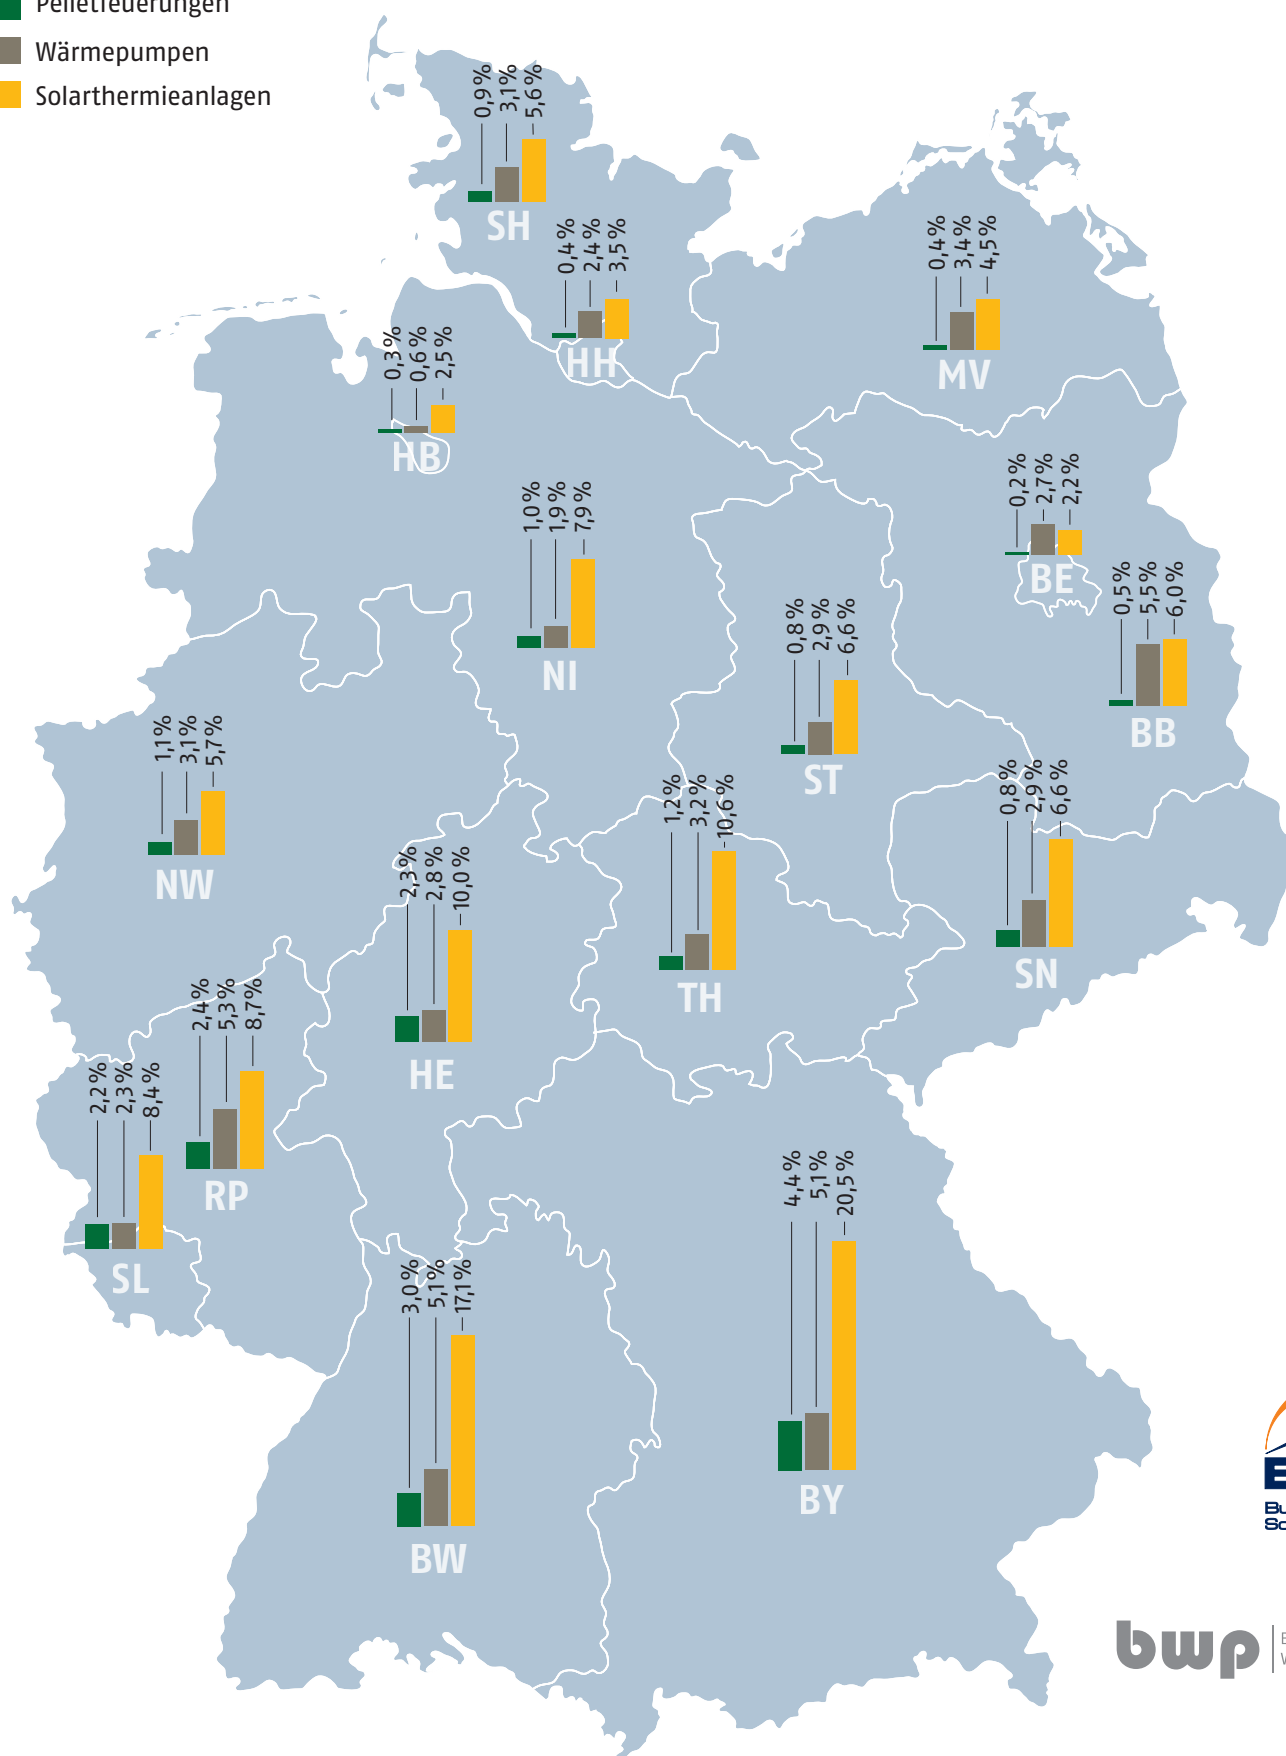 Pelletfeuerungen
Wärmepumpen
Solarthermieanlagen
0,9 %
3,1 %
5,6 %
SH
0,4 %
2,4 %
3,5 %
HH
0,4 %
3,4 %
4,5 %
MV
0,3 %
0,6 %
2,5 %
HB
0,2 %
2,7 %
2,2 %
BE
1,0 %
1,9 %
7,9 %
NI
0,5 %
5,5 %
6,0 %
BB
0,8 %
2,9 %
6,6 %
ST
1,1 %
3,1 %
5,7 %
NW
1,2 %
3,2 %
10,6 %
TH
0,8 %
2,9 %
6,6 %
SN
2,3 %
2,8 %
10,0 %
HE
2,4 %
5,3 %
8,7 %
RP
2,2 %
2,3 %
8,4 %
SL
4,4 %
5,1 %
20,5 %
BY
3,0 %
5,1 %
17,1 %
BW
bwp